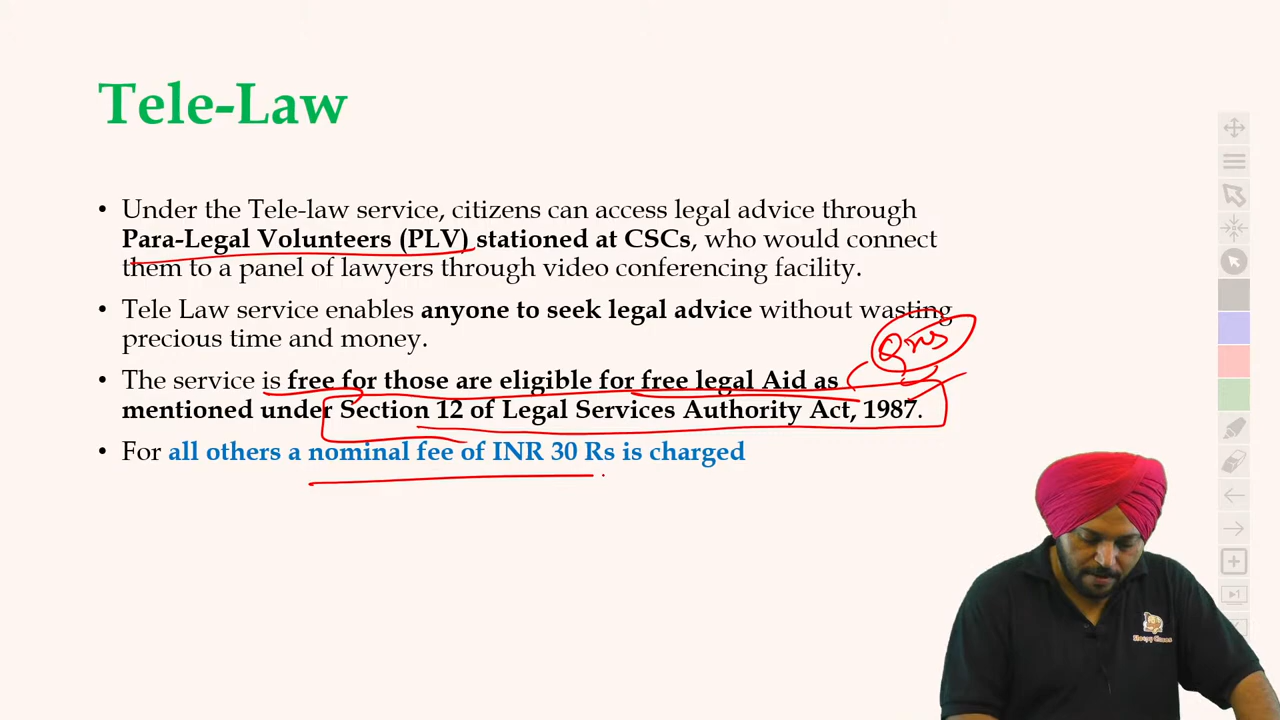 Tele-Law
• Under the Tele-law service, citizens can access legal advice through
Para-Legal Volunteers (PLV) stationed at CSCs, who would connect
them to a panel of lawyers through video conferencing facility.
• Tele Law service enables anyone to seek legal advice without wasting
precious time and money.
• The service is free for those are eligible for free legal Aid as
mentioned under Section 12 of Legal Services Authority Act, 1987.
• For all others a nominal fee of INR 30 Rs is charged